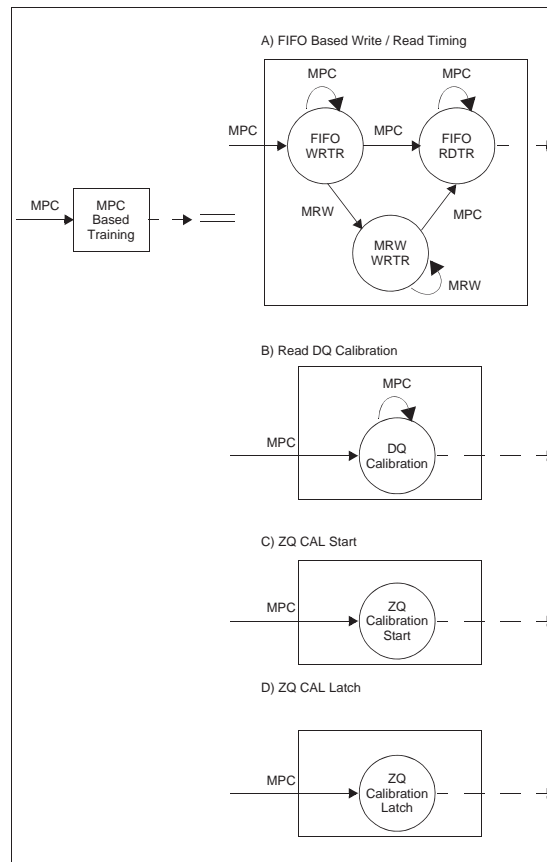 A) FIFO Based Write / Read Timing
MPC
MPC
MPC
FIFO
WRTR
MPC
FIFO
RDTR
MPC
MPC
Based
Training
MRW
MPC
MRW
WRTR
MRW
B) Read DQ Calibration
MPC
MPC
DQ
Calibration
C) ZQ CAL Start
MPC
ZQ
Calibration
Start
D) ZQ CAL Latch
MPC
ZQ
Calibration
Latch